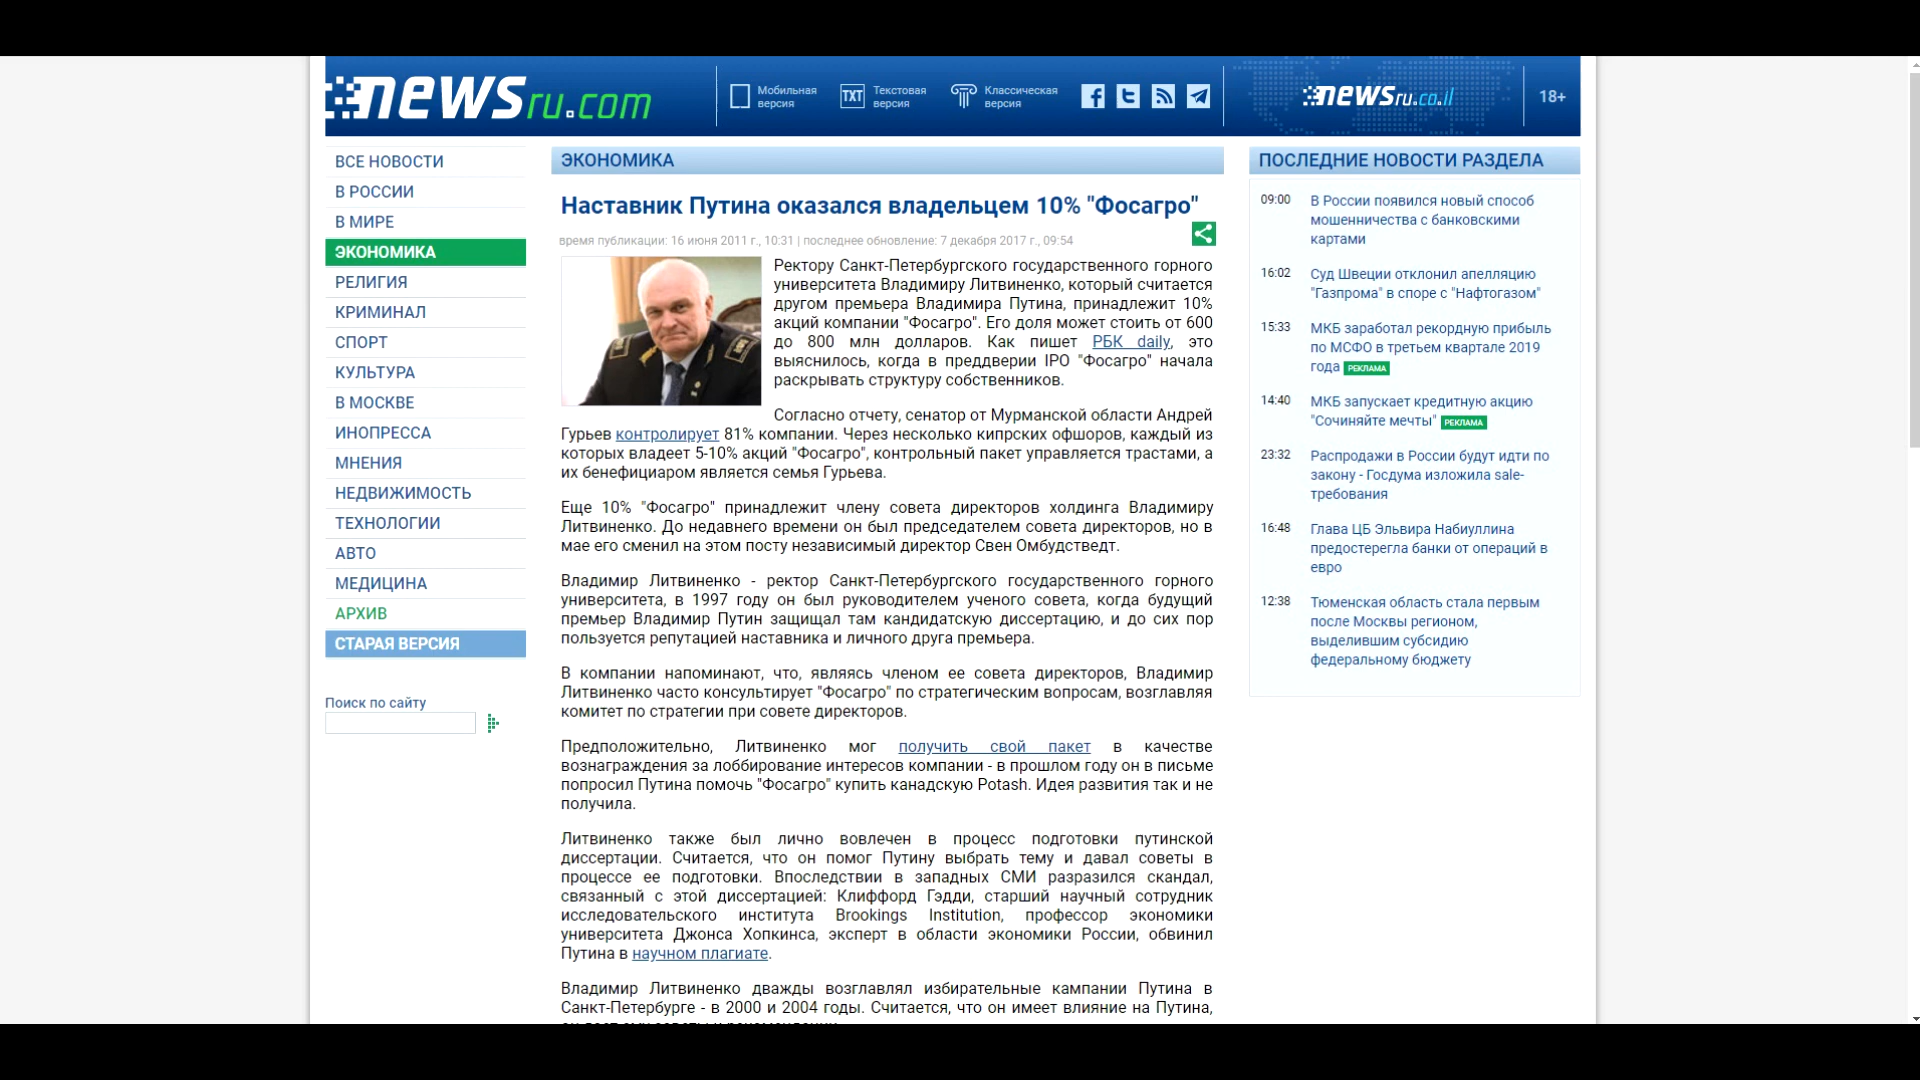 newsru.com
Мобильная
версия
TXT
Текстовая
версия
Классическая
версия
newsru.co.il
18+
ВСЕ НОВОСТИ
В РОССИИ
В МИРЕ
ЭКОНОМИКА
РЕЛИГИЯ
КРИМИНАЛ
СПОРТ
КУЛЬТУРА
В МОСКВЕ
ИНОПРЕССА
МНЕНИЯ
НЕДВИЖИМОСТЬ
ТЕХНОЛОГИИ
АВТО
МЕДИЦИНА
АРХИВ
СТАРАЯ ВЕРСИЯ
Поиск по сайту
ЭКОНОМИКА
Наставник Путина оказался владельцем 10% "Фосагро"
время публикации: 16 июня 2011 г., 10:31 | последнее обновление: 7 декабря 2017 г., 09:54
Ректору Санкт-Петербургского государственного горного
университета Владимиру Литвиненко, который считается
другом премьера Владимира Путина, принадлежит 10%
акций компании "Фосагро". Его доля может стоить от 600
до 800 млн долларов. Как пишет РБК daily, это
выяснилось, когда в преддверии IPO "Фосагро" начала
раскрывать структуру собственников.
Согласно отчету, сенатор от Мурманской области Андрей
Гурьев контролирует 81% компании. Через несколько кипрских офшоров, каждый из
которых владеет 5-10% акций "Фосагро", контрольный пакет управляется трастами, а
их бенефициаром является семья Гурьева.
Еще 10% "Фосагро" принадлежит члену совета директоров холдинга Владимиру
Литвиненко. До недавнего времени он был председателем совета директоров, но в
мае его сменил на этом посту независимый директор Свен Омбудстведт.
Владимир Литвиненко - ректор Санкт-Петербургского государственного горного
университета, в 1997 году он был руководителем ученого совета, когда будущий
премьер Владимир Путин защищал там кандидатскую диссертацию, и до сих пор
пользуется репутацией наставника и личного друга премьера.
В компании напоминают, что, являясь членом ее совета директоров, Владимир
Литвиненко часто консультирует "Фосагро" по стратегическим вопросам, возглавляя
комитет по стратегии при совете директоров.
Предположительно, Литвиненко мог получить свой пакет в качестве
вознаграждения за лоббирование интересов компании - в прошлом году он в письме
попросил Путина помочь "Фосагро" купить канадскую Potash. Идея развития так и не
получила.
Литвиненко также был лично вовлечен в процесс подготовки путинской
диссертации. Считается, что он помог Путину выбрать тему и давал советы в
процессе ее подготовки. Впоследствии в западных СМИ разразился скандал,
связанный с этой диссертацией: Клиффорд Гэдди, старший научный сотрудник
исследовательского института Brookings Institution, профессор экономики
университета Джонса Хопкинса, эксперт в области экономики России, обвинил
Путина в научном плагиате.
Владимир Литвиненко дважды возглавлял избирательные кампании Путина в
Санкт-Петербурге - в 2000 и 2004 годы. Считается, что он имеет влияние на Путина,
ПОСЛЕДНИЕ НОВОСТИ РАЗДЕЛА
09:00 В России появился новый способ
мошенничества с банковскими
картами
16:02 Суд Швеции отклонил апелляцию
"Газпрома" в споре с "Нафтогазом"
15:33 МКБ заработал рекордную прибыль
по МСФО в третьем квартале 2019
года РЕКЛАМА
14:40 МКБ запускает кредитную акцию
"Сочиняйте мечты" РЕКЛАМА
23:32 Распродажи в России будут идти по
закону - Госдума изложила sale-
требования
16:48 Глава ЦБ Эльвира Набиуллина
предостерегла банки от операций в
евро
12:38 Тюменская область стала первым
после Москвы регионом,
выделившим субсидию
федеральному бюджету